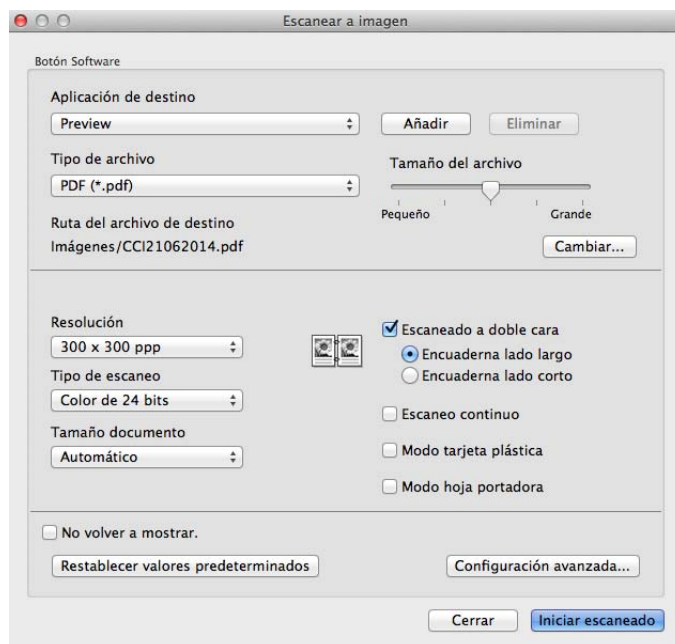 Escanear a imagen
Botón Software
Aplicación de destino
Preview
Añadir
Eliminar
Tipo de archivo
PDF (*.pdf)
Tamaño del archivo
Pequeño
Grande
Ruta del archivo de destino
Imágenes/CCI21062014.pdf
Cambiar...
Resolución
300 x 300 ppp
Tipo de escaneo
Color de 24 bits
Tamaño documento
Automático
Escaneado a doble cara
Encuaderna lado largo
Encuaderna lado corto
Escaneo continuo
Modo tarjeta plástica
Modo hoja portadora
No volver a mostrar.
Restablecer valores predeterminados
Configuración avanzada...
Cerrar
Iniciar escaneado